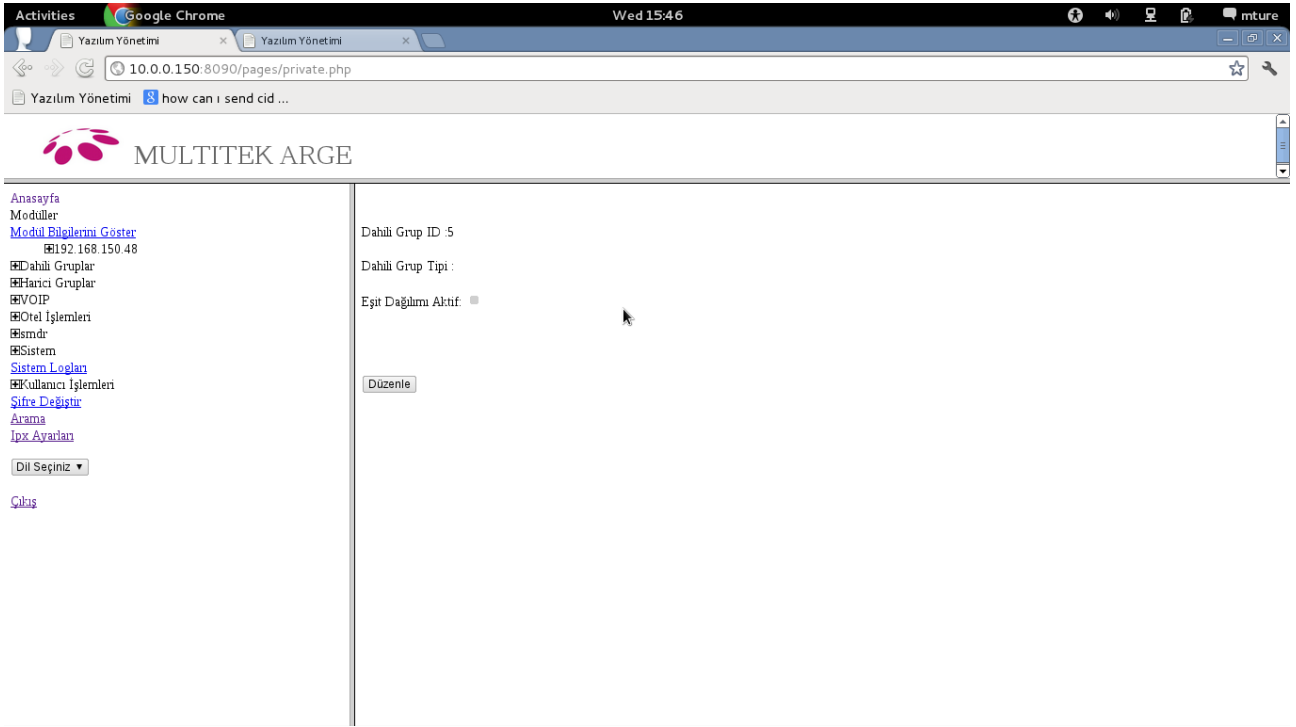 Activities Google Chrome Wed 15:46 mture
Yazılım Yönetimi × Yazılım Yönetimi ×
10.0.0.150:8090/pages/private.php
Yazılım Yönetimi 8 how can ı send cid ...
MULTITEK ARGE
Anasayfa
Modüller
Modül Bilgilerini Göster
192.168.150.48
Dahili Gruplar
Harici Gruplar
VOIP
Otel İşlemleri
smdr
Sistem
Sistem Logları
Kullanıcı İşlemleri
Şifre Değiştir
Arama
Ipx Ayarları
Dil Seçiniz ▼
Çıkış
Dahili Grup ID :5
Dahili Grup Tipi :
Eşit Dağılımı Aktif:
Düzenle